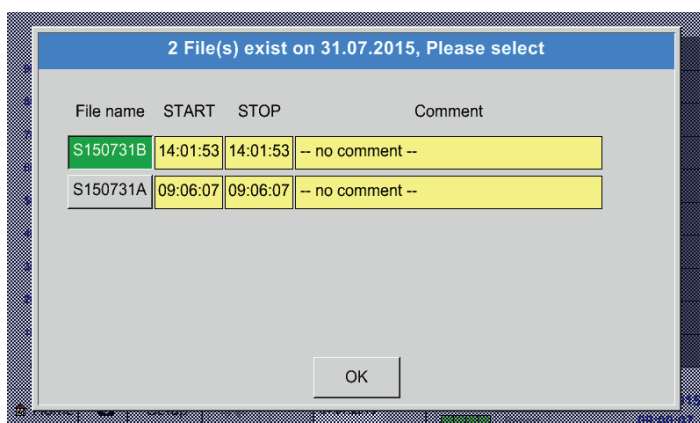 2 File(s) exist on 31.07.2015, Please select
File name START STOP Comment
S150731B 14:01:53 14:01:53 -- no comment --
S150731A 09:06:07 09:06:07 -- no comment --
OK